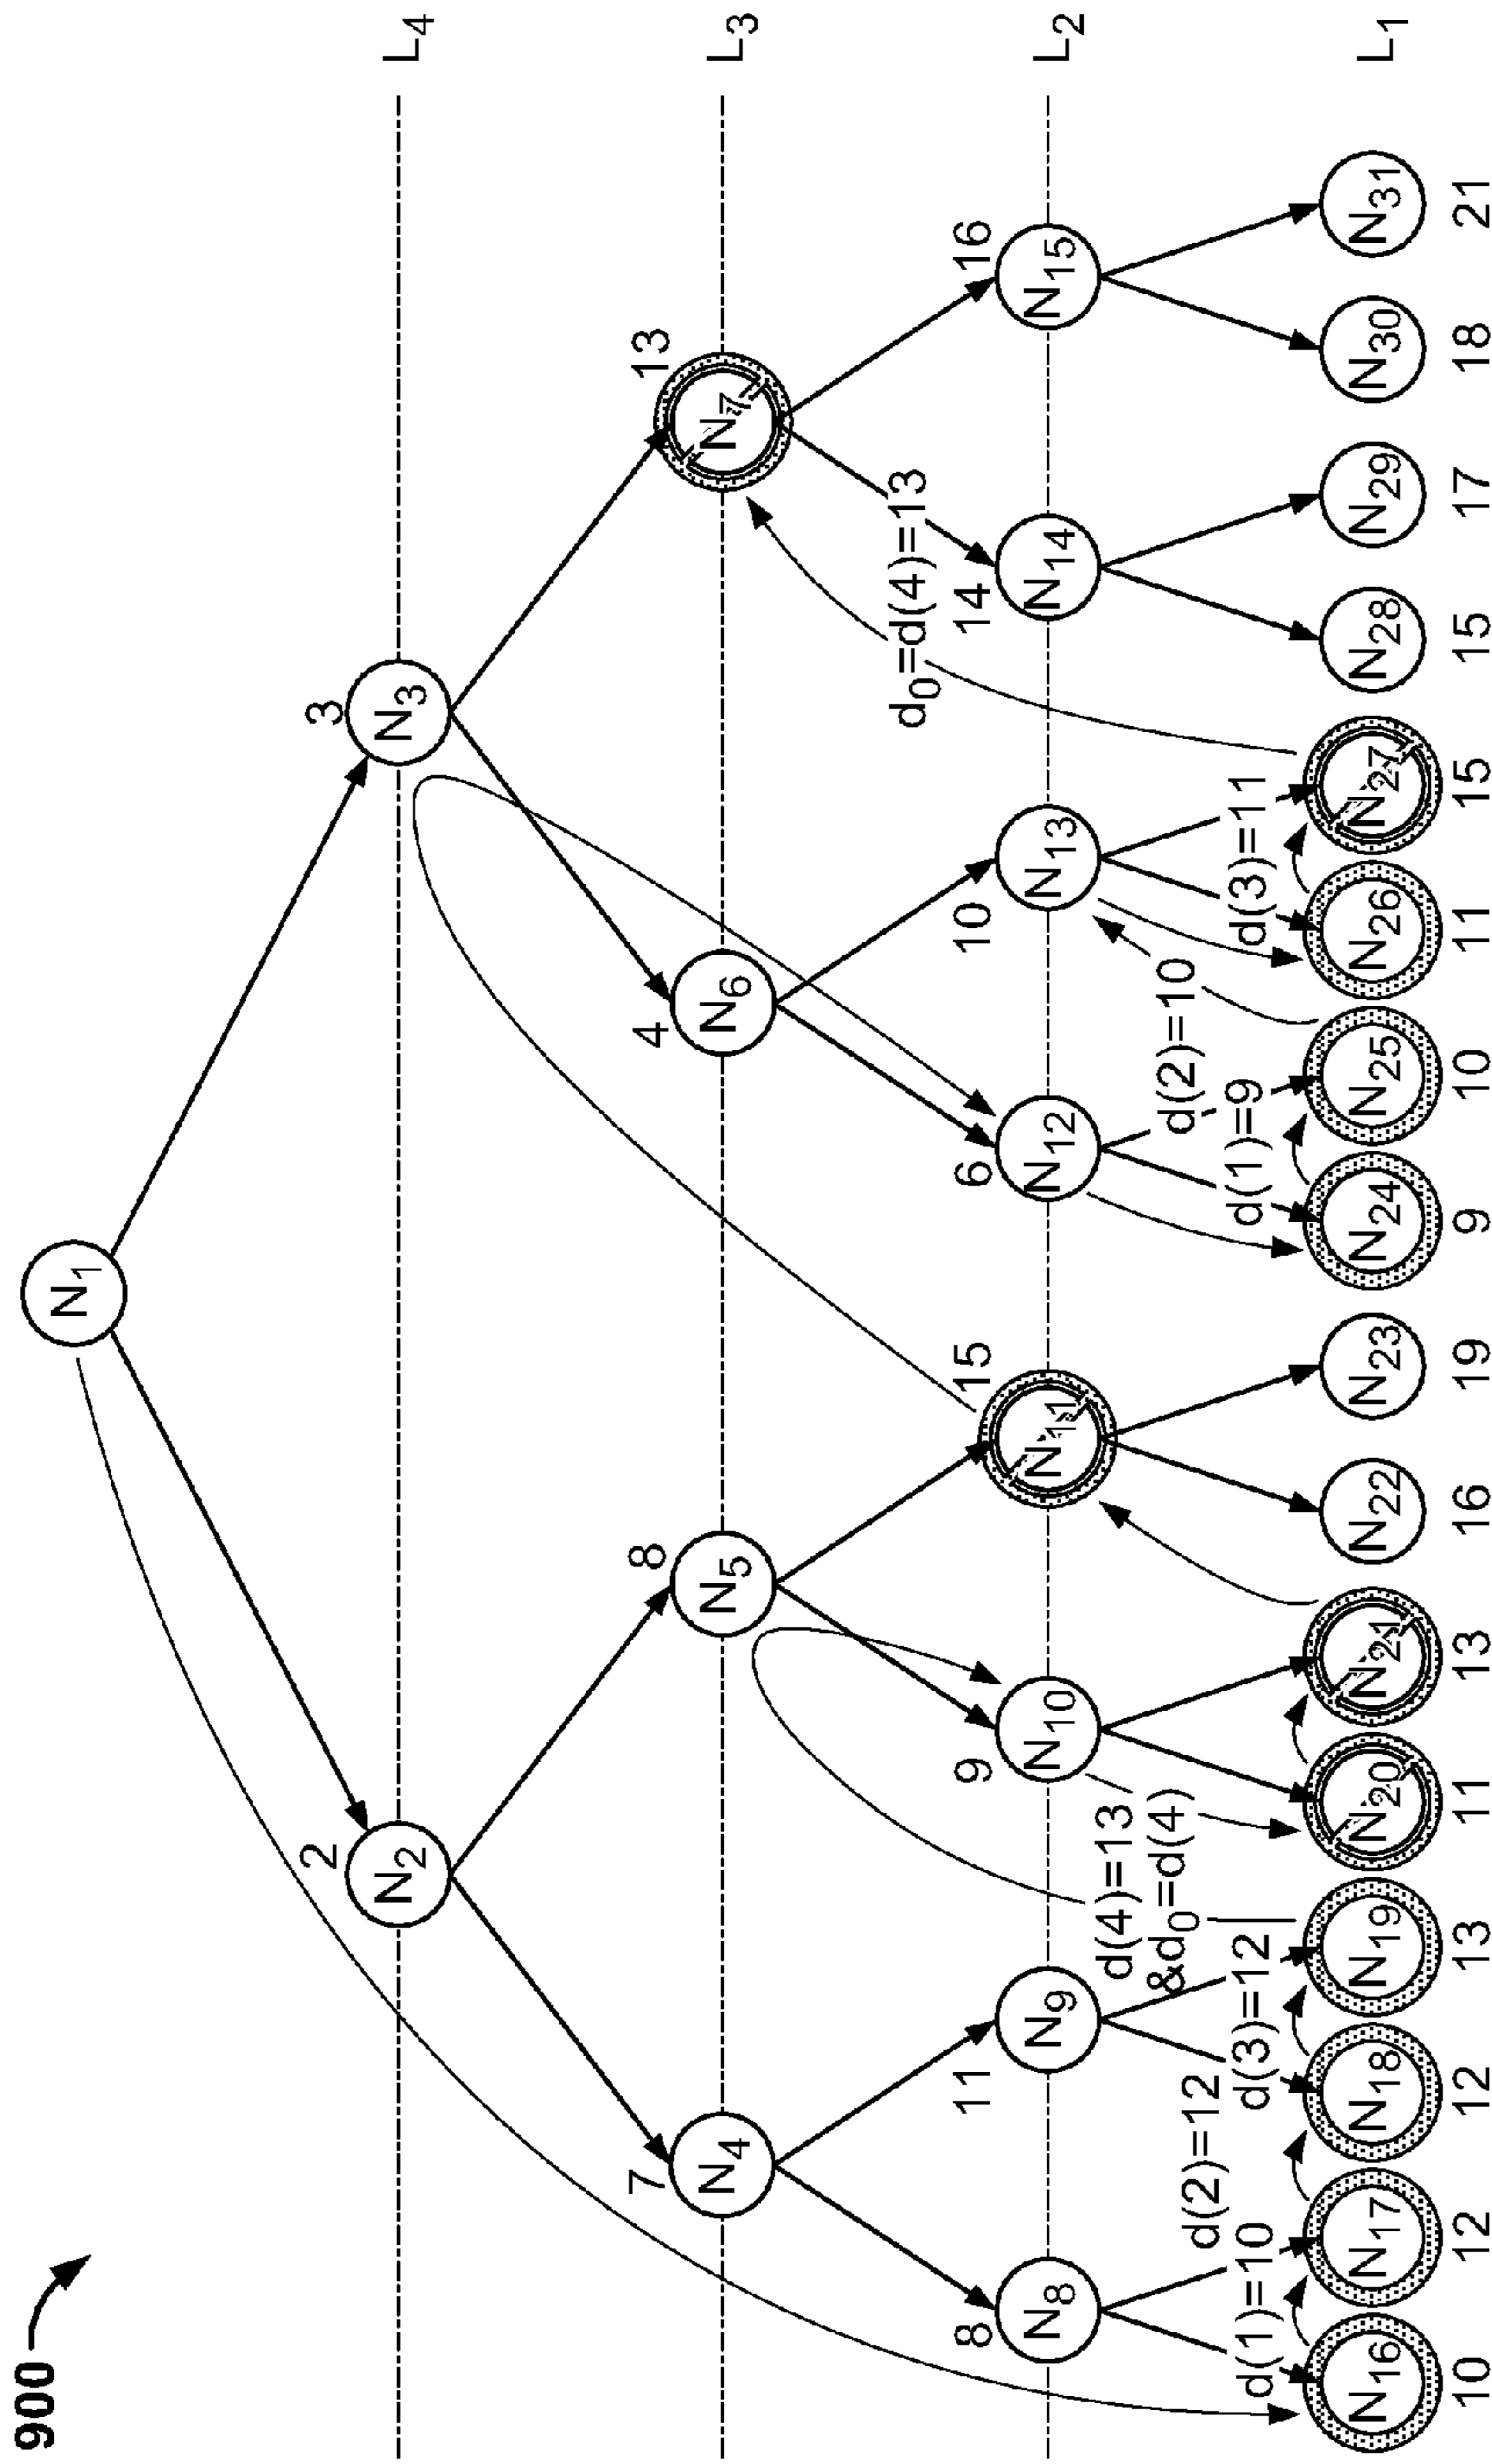 900
N1
L4
2
N2
3
N3
L3
7
N4
8
N5
4
N6
13
N7
L2
8
N8
11
N9
9
N10
15
N11
6
N12
10
N13
14
N14
16
N15
d(1)=10
d(2)=12
d(3)=12
d(4)=13
&d0=d(4)
d(1)=9
d(2)=10
d(3)=11
d0=d(4)=13
L1
N16 N17 N18 N19 N20 N21 N22 N23 N24 N25 N26 N27 N28 N29 N30 N31
10 12 12 13 11 13 16 19 9 10 11 15 15 17 18 21